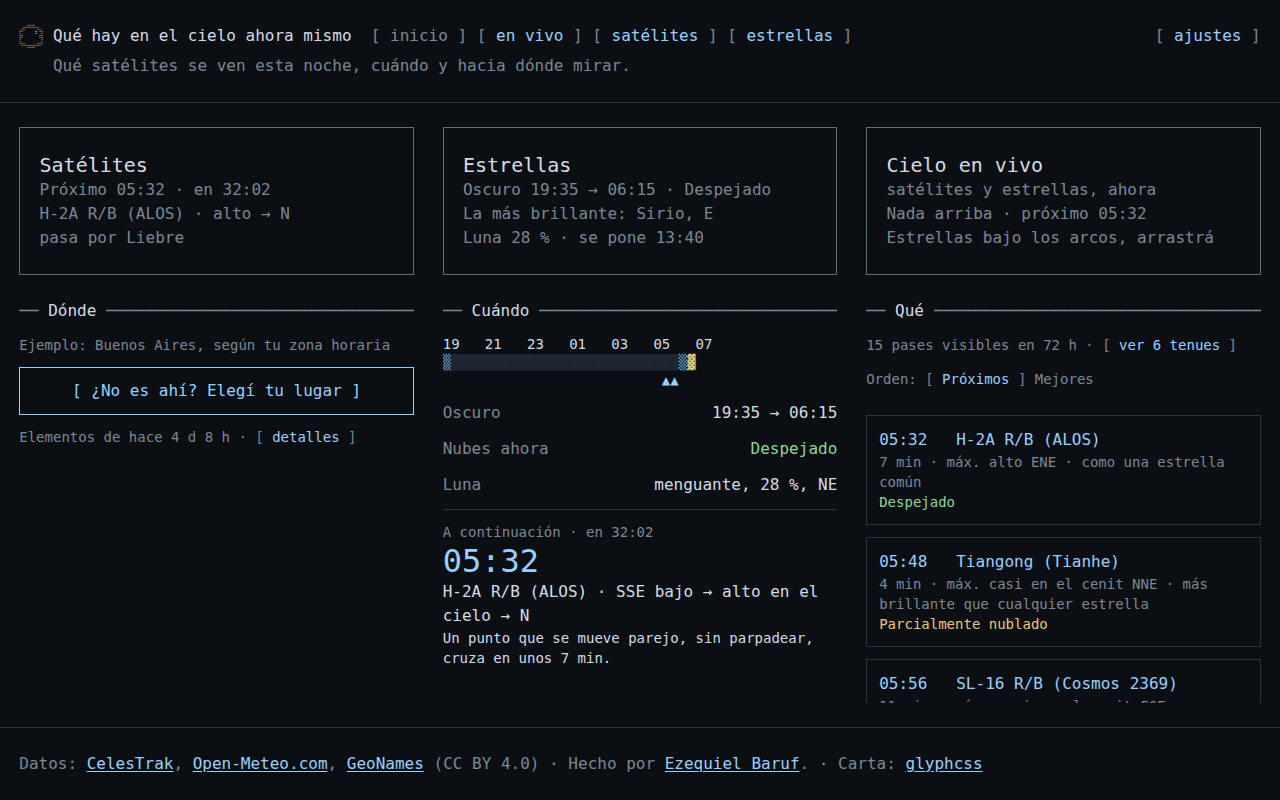 Qué hay en el cielo ahora mismo [ inicio ] [ en vivo ] [ satélites ] [ estrellas ] [ ajustes ]
Qué satélites se ven esta noche, cuándo y hacia dónde mirar.
Satélites
Próximo 05:32 · en 32:02
H-2A R/B (ALOS) · alto → N
pasa por Liebre
Estrellas
Oscuro 19:35 → 06:15 · Despejado
La más brillante: Sirio, E
Luna 28 % · se pone 13:40
Cielo en vivo
satélites y estrellas, ahora
Nada arriba · próximo 05:32
Estrellas bajo los arcos, arrastrá
Dónde
Ejemplo: Buenos Aires, según tu zona horaria
[ ¿No es ahí? Elegí tu lugar ]
Elementos de hace 4 d 8 h · [ detalles ]
Cuándo
19 21 23 01 03 05 07
▲▲
Oscuro 19:35 → 06:15
Nubes ahora Despejado
Luna menguante, 28 %, NE
A continuación · en 32:02
05:32
H-2A R/B (ALOS) · SSE bajo → alto en el
cielo → N
Un punto que se mueve parejo, sin parpadear,
cruza en unos 7 min.
Qué
15 pases visibles en 72 h · [ ver 6 tenues ]
Orden: [ Próximos ] Mejores
05:32 H-2A R/B (ALOS)
7 min · máx. alto ENE · como una estrella
común
Despejado
05:48 Tiangong (Tianhe)
4 min · máx. casi en el cenit NNE · más
brillante que cualquier estrella
Parcialmente nublado
05:56 SL-16 R/B (Cosmos 2369)
Datos: CelesTrak, Open-Meteo.com, GeoNames (CC BY 4.0) · Hecho por Ezequiel Baruf. · Carta: glyphcss